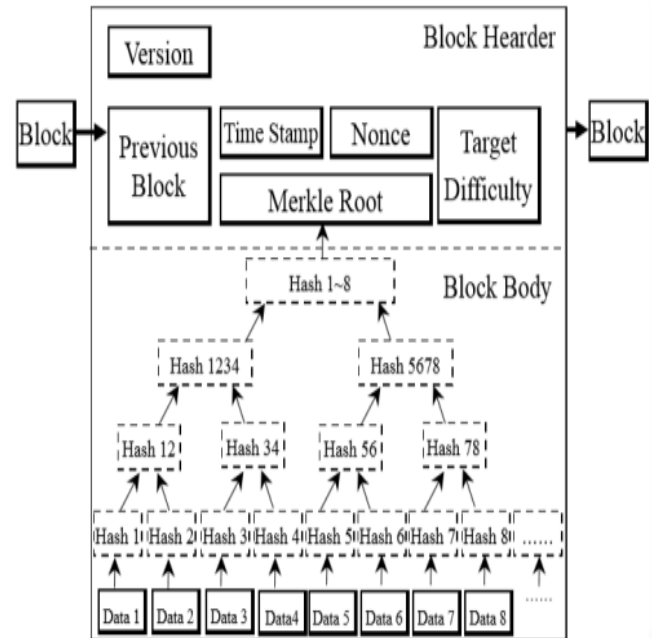 Block Hearder
Version
Block
Previous
Block
Time Stamp
Nonce
Target
Difficulty
Block
Merkle Root
Block Body
Hash 1~8
Hash 1234
Hash 5678
Hash 12
Hash 34
Hash 56
Hash 78
Hash 1
Hash 2
Hash 3
Hash 4
Hash 5
Hash 6
Hash 7
Hash 8
......
Data 1
Data 2
Data 3
Data4
Data 5
Data 6
Data 7
Data 8
......